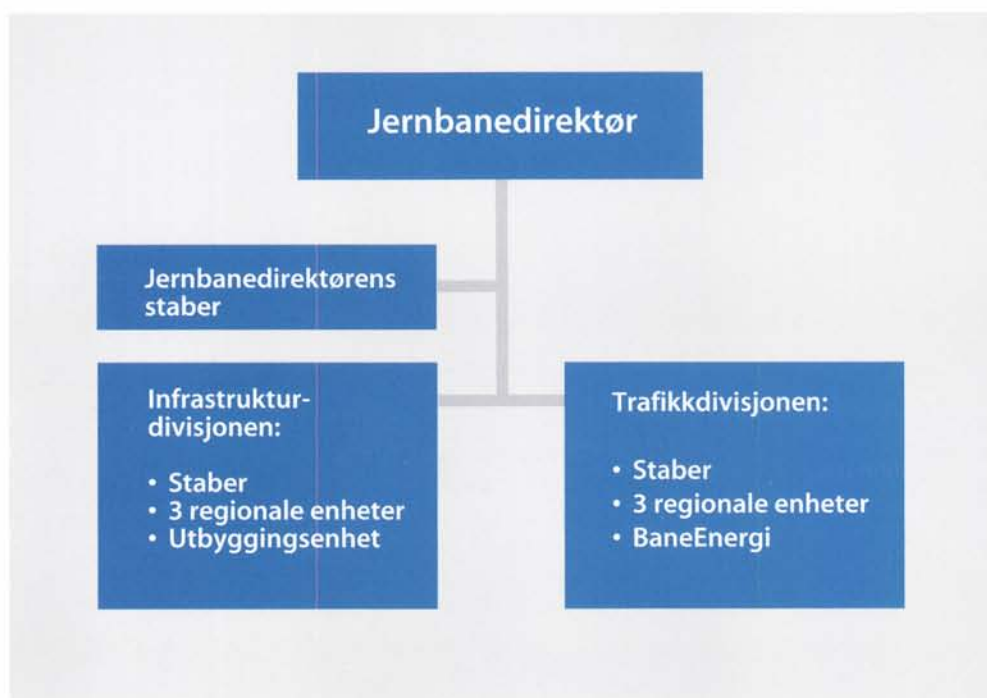 Jernbanedirektør
Jernbanedirektørens
staber
Infrastruktur-
divisjonen:
• Staber
• 3 regionale enheter
• Utbyggingsenhet
Trafikkdivisjonen:
• Staber
• 3 regionale enheter
• BaneEnergi